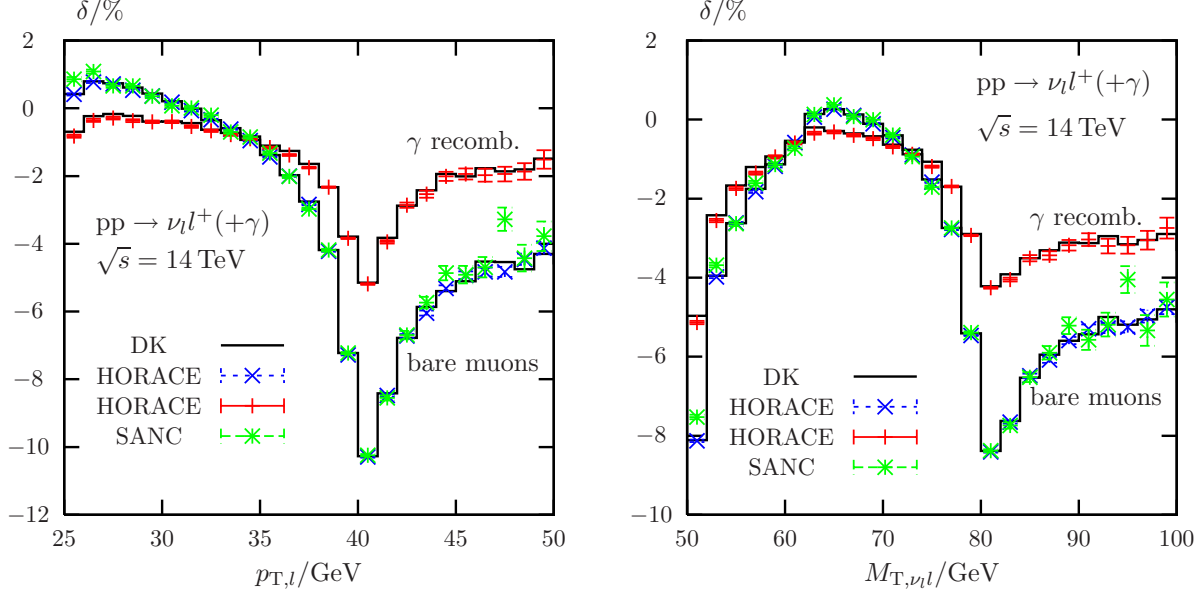 δ/%
2
0
−2
−4
−6
−8
−10
−12
25
30
35
40
45
50
p_{T,l}/GeV
γ recomb.
pp → ν_l l^+(+γ)
√s = 14 TeV
bare muons
DK
HORACE
HORACE
SANC
δ/%
2
0
−2
−4
−6
−8
−10
50
60
70
80
90
100
M_{T,ν_l l}/GeV
pp → ν_l l^+(+γ)
√s = 14 TeV
γ recomb.
bare muons
DK
HORACE
HORACE
SANC